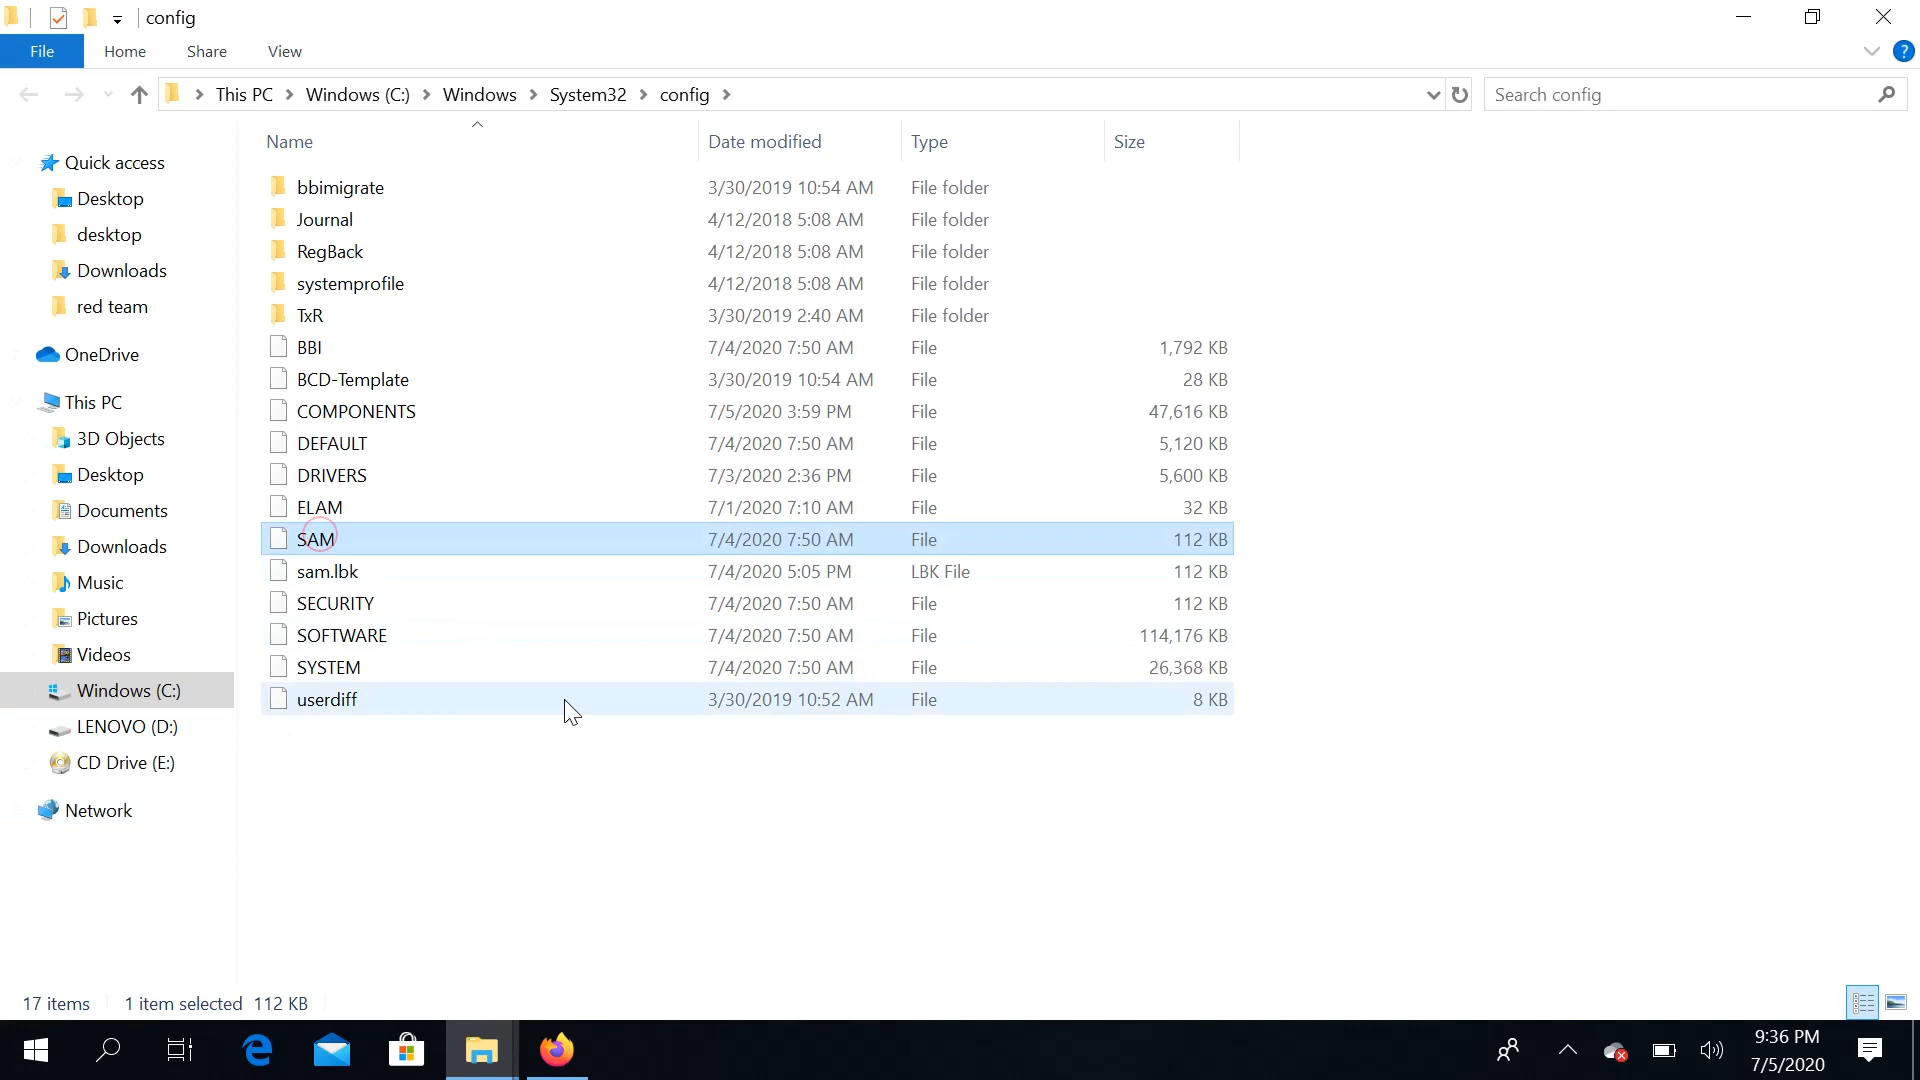 config
File Home Share View
?
This PC Windows (C:) Windows System32 config
Search config
Name Date modified Type Size
Quick access
Desktop
desktop
Downloads
red team
OneDrive
This PC
3D Objects
Desktop
Documents
Downloads
Music
Pictures
Videos
Windows (C:)
LENOVO (D:)
CD Drive (E:)
Network
bbimigrate 3/30/2019 10:54 AM File folder
Journal 4/12/2018 5:08 AM File folder
RegBack 4/12/2018 5:08 AM File folder
systemprofile 4/12/2018 5:08 AM File folder
TxR 3/30/2019 2:40 AM File folder
BBI 7/4/2020 7:50 AM File 1,792 KB
BCD-Template 3/30/2019 10:54 AM File 28 KB
COMPONENTS 7/5/2020 3:59 PM File 47,616 KB
DEFAULT 7/4/2020 7:50 AM File 5,120 KB
DRIVERS 7/3/2020 2:36 PM File 5,600 KB
ELAM 7/1/2020 7:10 AM File 32 KB
SAM 7/4/2020 7:50 AM File 112 KB
sam.lbk 7/4/2020 5:05 PM LBK File 112 KB
SECURITY 7/4/2020 7:50 AM File 112 KB
SOFTWARE 7/4/2020 7:50 AM File 114,176 KB
SYSTEM 7/4/2020 7:50 AM File 26,368 KB
userdiff 3/30/2019 10:52 AM File 8 KB
17 items 1 item selected 112 KB
9:36 PM
7/5/2020